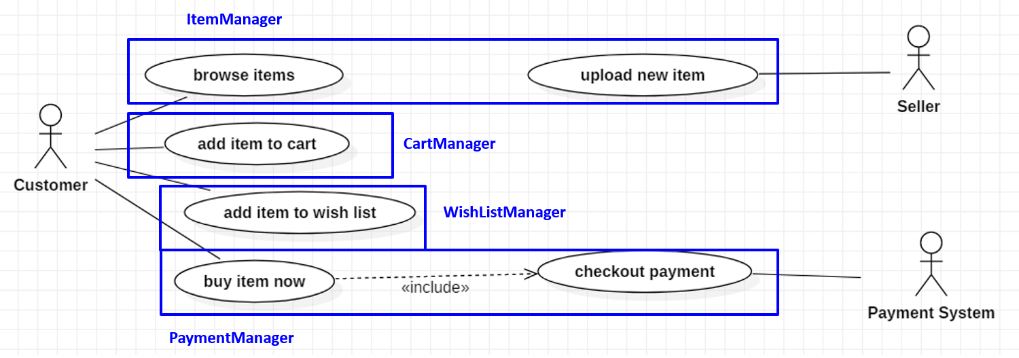 ItemManager
browse items
upload new item
Seller
add item to cart
CartManager
Customer
add item to wish list
WishListManager
buy item now
«include»
checkout payment
Payment System
PaymentManager